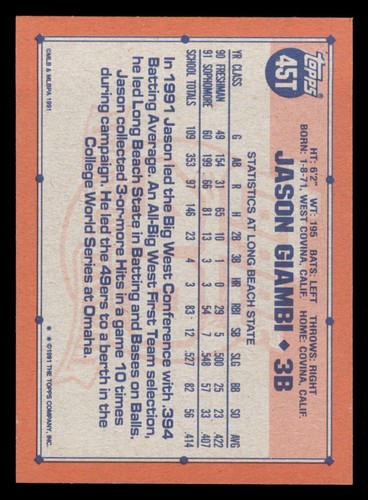 TOPPS
45T
HT: 6'2" WT: 195 BATS: LEFT THROWS: RIGHT
BORN: 1-8-71, WEST COVINA, CALIF. HOME: COVINA, CALIF.
JASON GIAMBI ♦ 3B
STATISTICS AT LONG BEACH STATE
YR CLASS G AB R H 2B 3B HR RBI SB SLG BB SO AVG
90 FRESHMAN 49 154 31 65 10 1 0 29 5 .500 25 23 .422
91 SOPHOMORE 60 199 66 81 13 3 3 54 7 .548 57 33 .407
SCHOOL TOTALS 109 353 97 146 23 4 3 83 12 .527 82 56 .414
In 1991 Jason led the Big West Conference with .394
Batting Average. An All-Big West First Team selection,
he led Long Beach State in Batting and Bases on Balls.
Jason collected 3-or-more Hits in a game 10 times
during campaign. He led the 49ers to a berth in the
College World Series at Omaha.
©MLB & MLBPA 1991
* * ©1991 THE TOPPS COMPANY, INC.